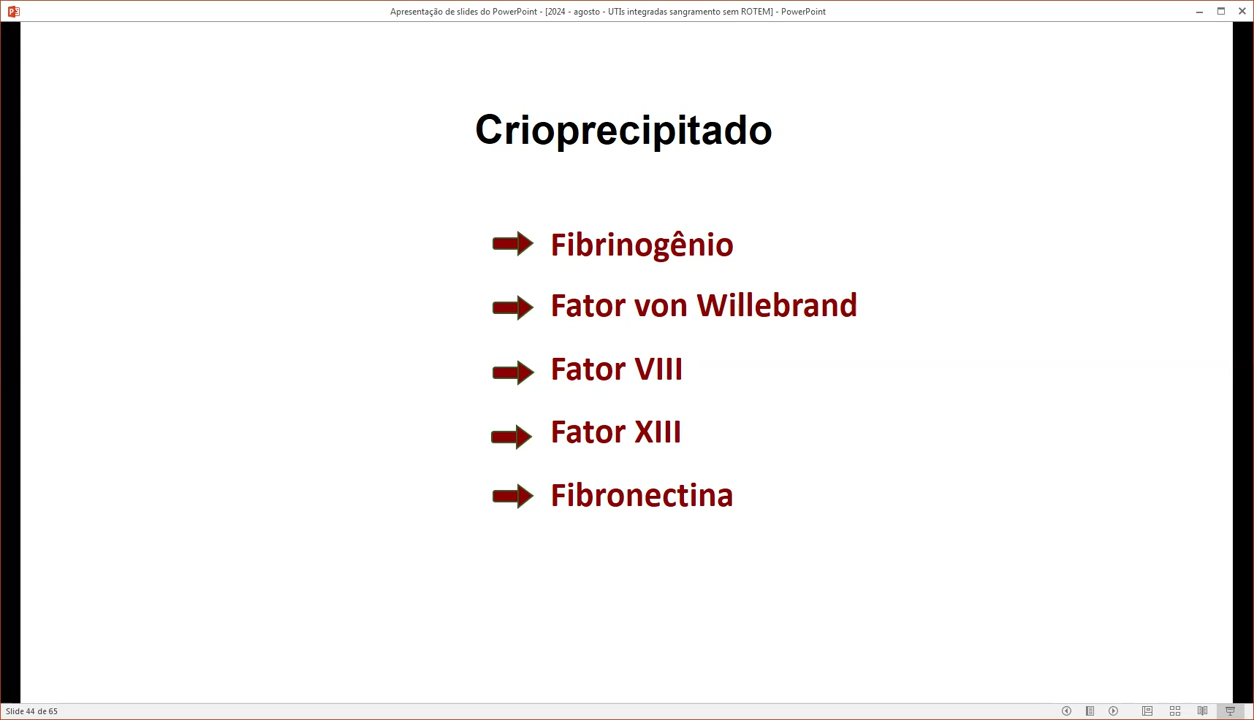 Apresentação de slides do PowerPoint - [2024 - agosto - UTIs integradas sangramento sem ROTEM] - PowerPoint
Crioprecipitado
Fibrinogênio
Fator von Willebrand
Fator VIII
Fator XIII
Fibronectina
Slide 44 de 65